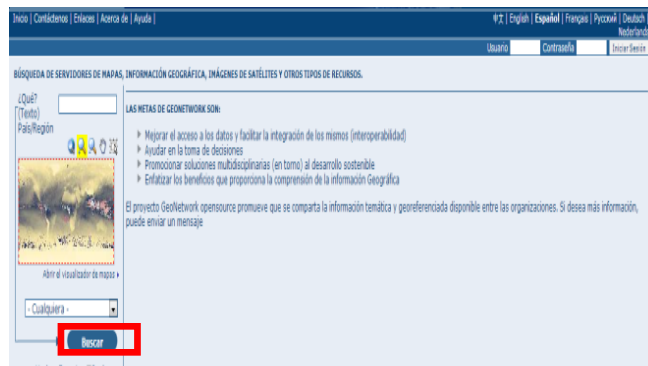 Inicio | Contáctenos | Enlaces | Acerca de | Ayuda |
中文 | English | Español | Français | Русский | Deutsch |
Nederlands
Usuario Contraseña Iniciar Sesión
BÚSQUEDA DE SERVIDORES DE MAPAS, INFORMACIÓN GEOGRÁFICA, IMÁGENES DE SATÉLITES Y OTROS TIPOS DE RECURSOS.
¿Qué?
(Texto)
País/Región
Abrir el visualizador de mapas
- Cualquiera -
Buscar
LAS METAS DE GEONETWORK SON:
Mejorar el acceso a los datos y facilitar la integración de los mismos (interoperabilidad)
Ayudar en la toma de decisiones
Promocionar soluciones multidisciplinarias (en torno) al desarrollo sostenible
Enfatizar los beneficios que proporciona la comprensión de la información Geográfica
El proyecto GeoNetwork opensource promueve que se comparta la información temática y georeferenciada disponible entre las organizaciones. Si desea más información,
puede enviar un mensaje